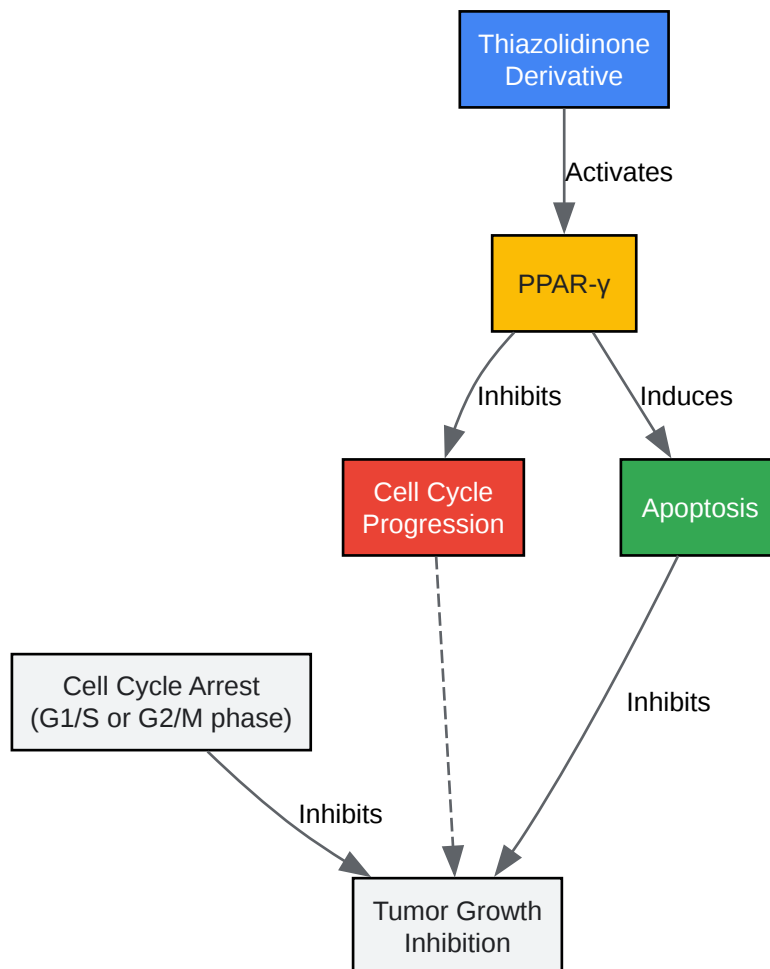 Thiazolidinone
Derivative
Activates
PPAR-γ
Inhibits
Induces
Cell Cycle
Progression
Apoptosis
Cell Cycle Arrest
(G1/S or G2/M phase)
Inhibits
Inhibits
Tumor Growth
Inhibition